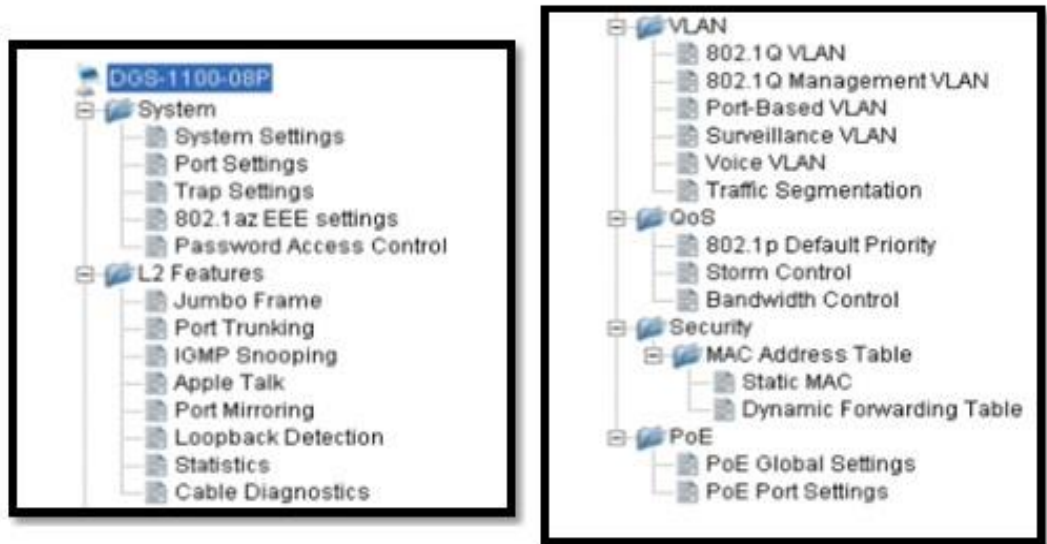 DGS-1100-08P
System
System Settings
Port Settings
Trap Settings
802.1az EEE settings
Password Access Control
L2 Features
Jumbo Frame
Port Trunking
IGMP Snooping
Apple Talk
Port Mirroring
Loopback Detection
Statistics
Cable Diagnostics
VLAN
802.1Q VLAN
802.1Q Management VLAN
Port-Based VLAN
Surveillance VLAN
Voice VLAN
Traffic Segmentation
QoS
802.1p Default Priority
Storm Control
Bandwidth Control
Security
MAC Address Table
Static MAC
Dynamic Forwarding Table
PoE
PoE Global Settings
PoE Port Settings